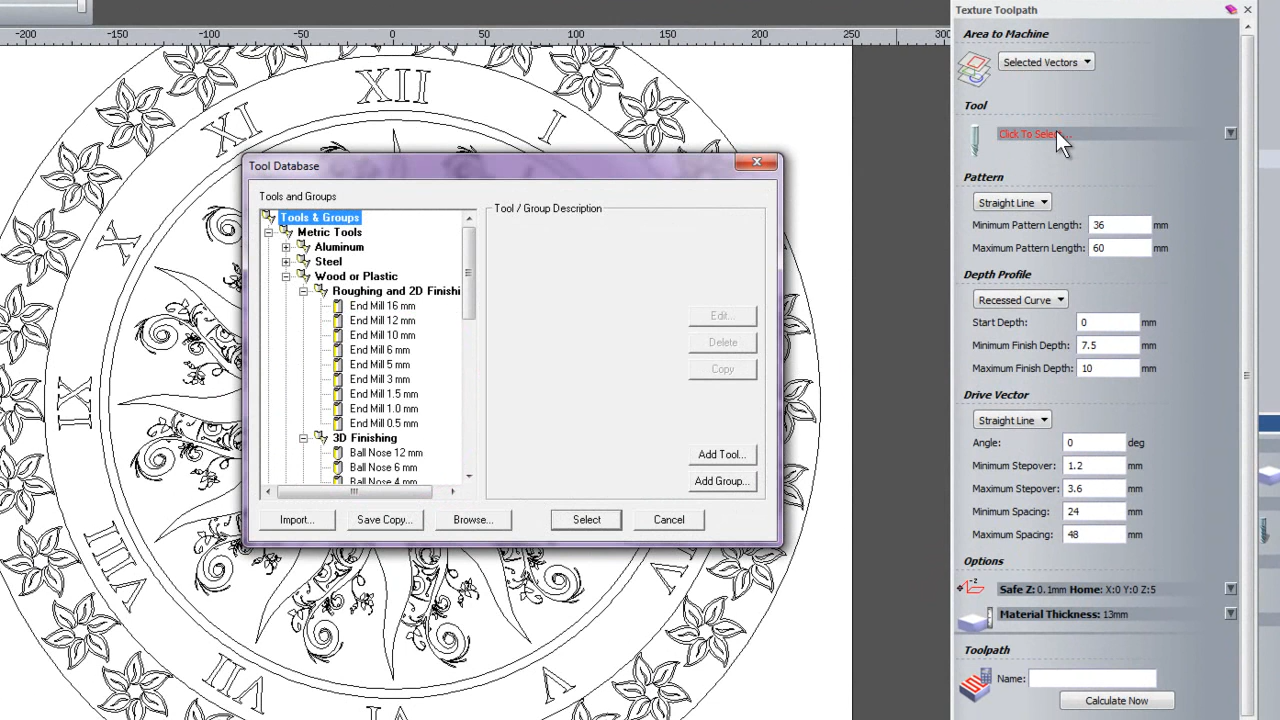 Texture Toolpath
-200 -150 -100 -50 0 50 100 150 200 250 300
Area to Machine
Selected Vectors
Tool
Click To Sele
Pattern
Straight Line
Minimum Pattern Length: 36 mm
Maximum Pattern Length: 60 mm
Depth Profile
Recessed Curve
Start Depth: 0 mm
Minimum Finish Depth: 7.5 mm
Maximum Finish Depth: 10 mm
Drive Vector
Straight Line
Angle: 0 deg
Minimum Stepover: 1.2 mm
Maximum Stepover: 3.6 mm
Minimum Spacing: 24 mm
Maximum Spacing: 48 mm
Options
Safe Z: 0.1mm Home: X:0 Y:0 Z:5
Material Thickness: 13mm
Toolpath
Name:
Calculate Now
Tool Database
Tools and Groups
Tools & Groups
Metric Tools
Aluminum
Steel
Wood or Plastic
Roughing and 2D Finishi
End Mill 16 mm
End Mill 12 mm
End Mill 10 mm
End Mill 6 mm
End Mill 5 mm
End Mill 3 mm
End Mill 1.5 mm
End Mill 1.0 mm
End Mill 0.5 mm
3D Finishing
Ball Nose 12 mm
Ball Nose 6 mm
Ball Nose 4 mm
Tool / Group Description
Edit...
Delete
Copy
Add Tool...
Add Group...
Import...
Save Copy...
Browse...
Select
Cancel
XII
XI
I
X
IX
VIII
VII
VI
V